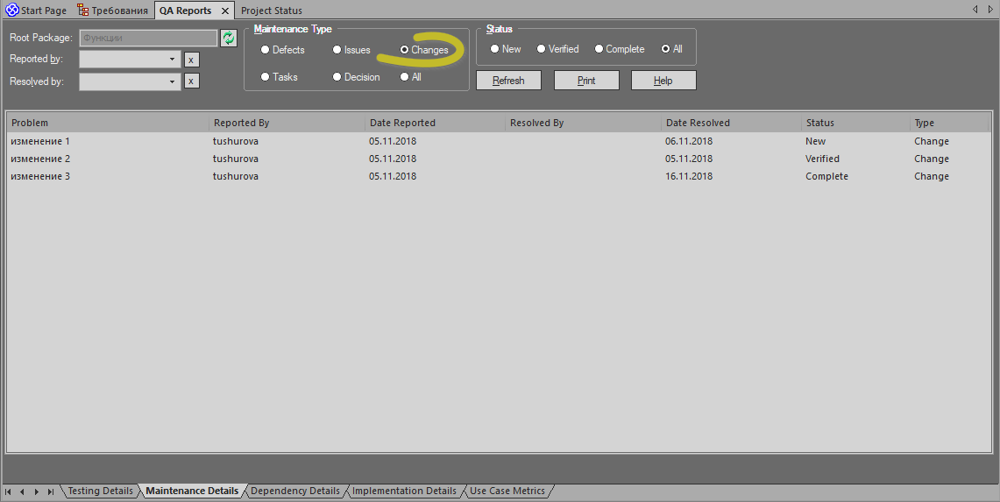 Start Page Требования QA Reports X Project Status
Root Package: Функции
Reported by: x
Resolved by: x
Maintenance Type
Defects Issues Changes
Tasks Decision All
Status
New Verified Complete All
Refresh Print Help
Problem Reported By Date Reported Resolved By Date Resolved Status Type
изменение 1 tushurova 05.11.2018 06.11.2018 New Change
изменение 2 tushurova 05.11.2018 05.11.2018 Verified Change
изменение 3 tushurova 05.11.2018 16.11.2018 Complete Change
Testing Details Maintenance Details Dependency Details Implementation Details Use Case Metrics